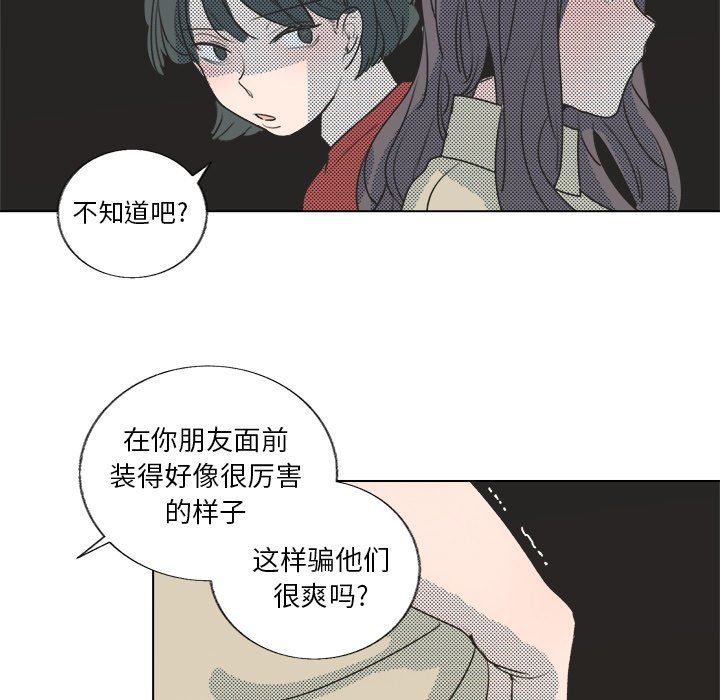 不知道吧?
在你朋友面前
装得好像很厉害
的样子
这样骗他们
很爽吗?